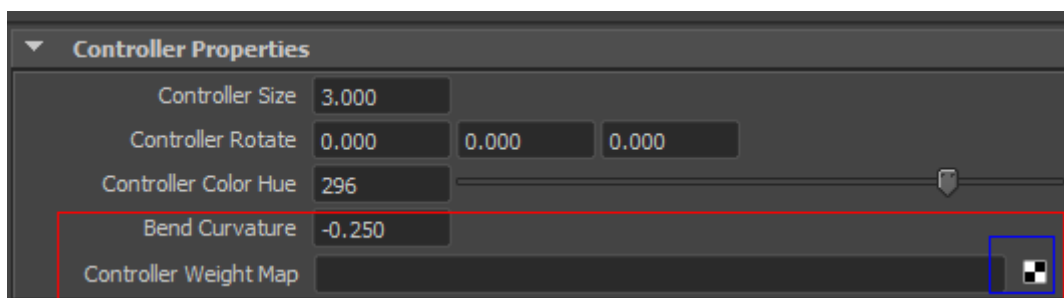 Controller Properties
Controller Size 3.000
Controller Rotate 0.000 0.000 0.000
Controller Color Hue 296
Bend Curvature -0.250
Controller Weight Map